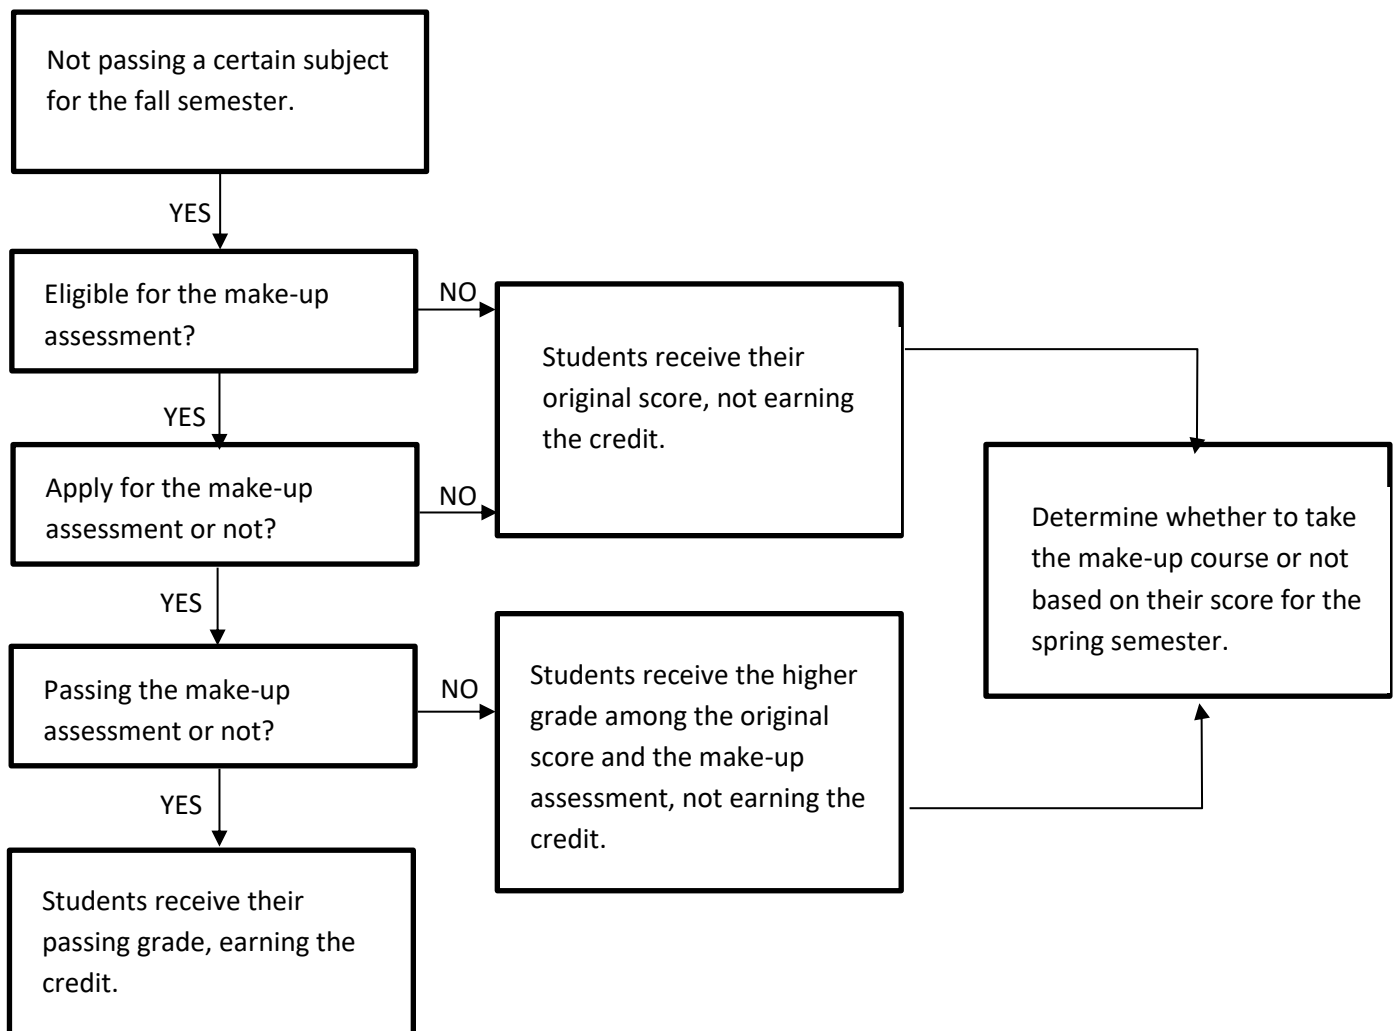 Not passing a certain subject
for the fall semester.
YES
Eligible for the make-up
assessment?
NO
Students receive their
original score, not earning
the credit.
YES
Apply for the make-up
assessment or not?
NO
Determine whether to take
the make-up course or not
based on their score for the
spring semester.
YES
Passing the make-up
assessment or not?
NO
Students receive the higher
grade among the original
score and the make-up
assessment, not earning the
credit.
YES
Students receive their
passing grade, earning the
credit.